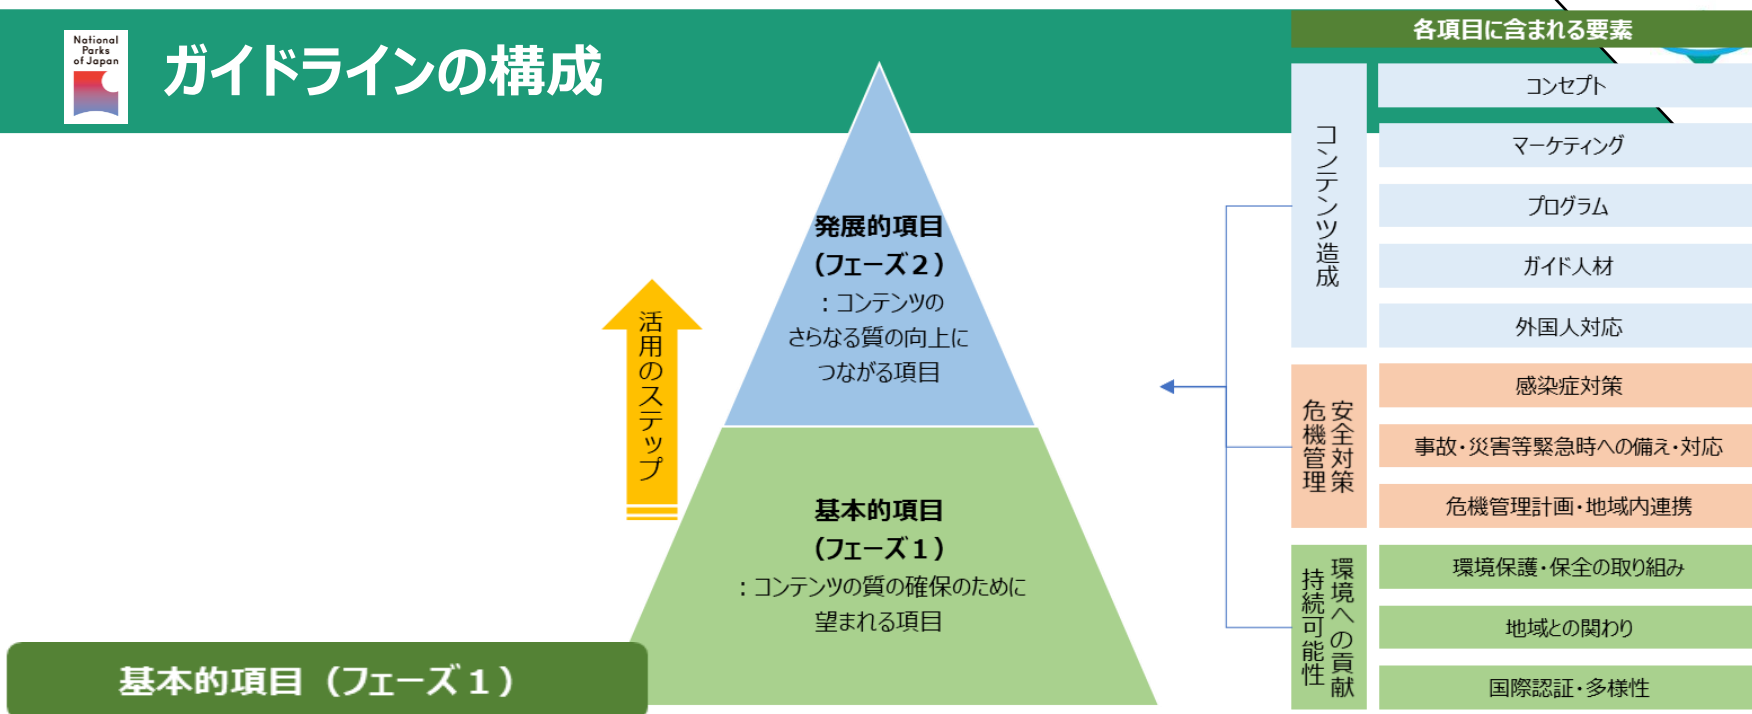 National
Parks
of Japan
ガイドラインの構成
発展的項目
(フェーズ２)
：コンテンツの
さらなる質の向上に
つながる項目
活用のステップ
基本的項目
(フェーズ１)
：コンテンツの質の確保のために
望まれる項目
基本的項目（フェーズ１）
各項目に含まれる要素
コンテンツ造成
コンセプト
マーケティング
プログラム
ガイド人材
外国人対応
安全対策
危機管理
感染症対策
事故・災害等緊急時への備え・対応
危機管理計画・地域内連携
環境への貢献
持続可能性
環境保護・保全の取り組み
地域との関わり
国際認証・多様性